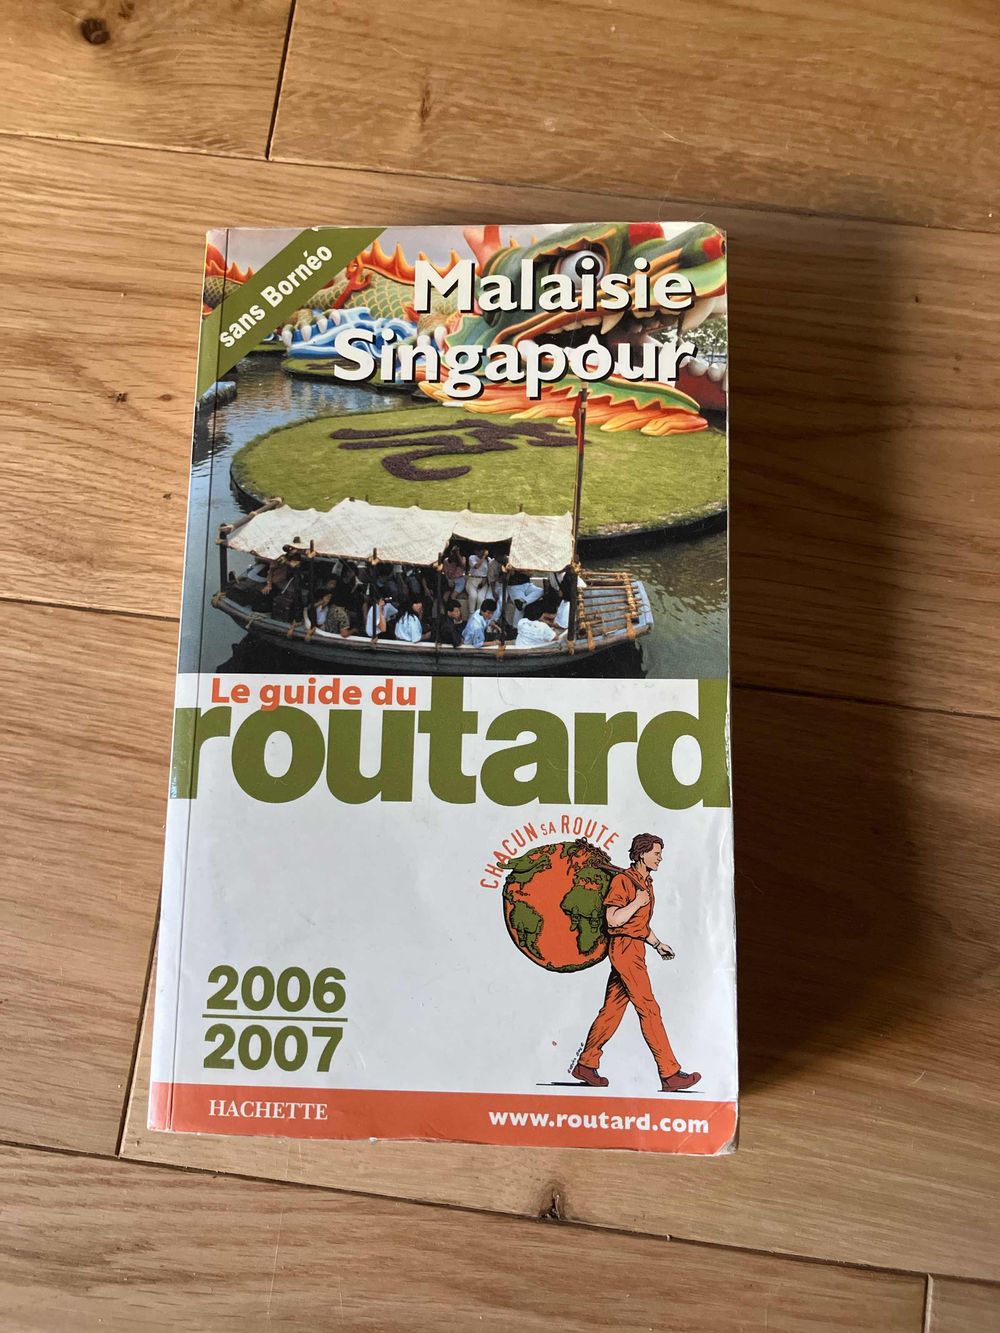 sans Bornéo
Malaisie
Singapour
Le guide du
routard
CHACUN SA ROUTE
2006
2007
HACHETTE
www.routard.com